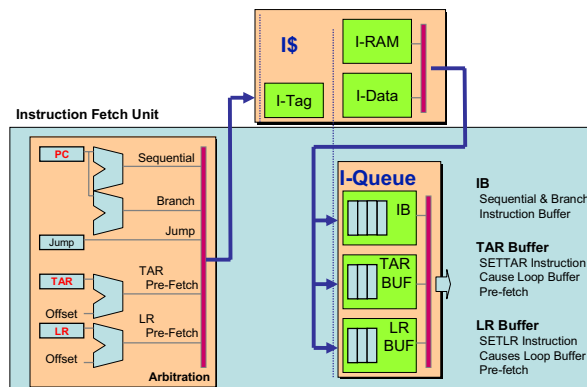 I$
I-RAM
I-Tag
I-Data
Instruction Fetch Unit
PC
Sequential
Branch
Jump
Jump
TAR
TAR
Pre-Fetch
Offset
LR
LR
Pre-Fetch
Offset
Arbitration
I-Queue
IB
TAR
BUF
LR
BUF
IB
Sequential & Branch
Instruction Buffer
TAR Buffer
SETTAR Instruction
Cause Loop Buffer
Pre-fetch
LR Buffer
SETLR Instruction
Causes Loop Buffer
Pre-fetch